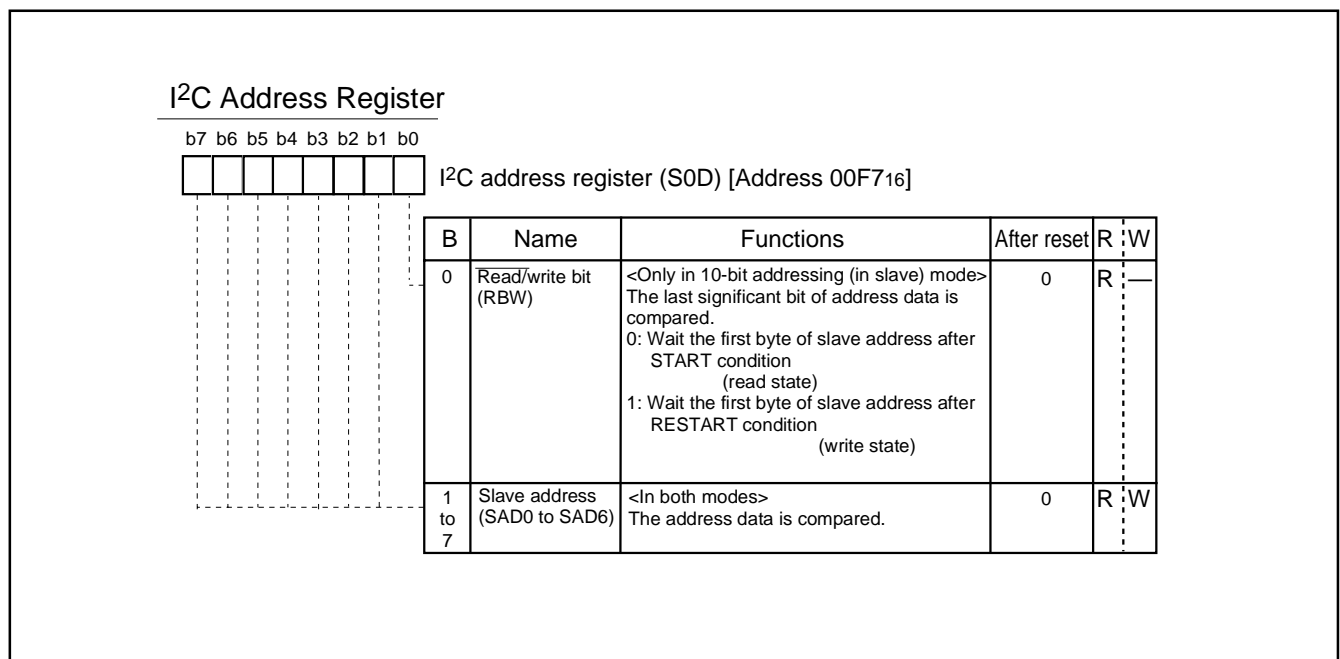 I2C Address Register
b7 b6 b5 b4 b3 b2 b1 b0
I2C address register (S0D) [Address 00F716]
B Name Functions After reset R W
0 Read/write bit <Only in 10-bit addressing (in slave) mode> 0 R —
(RBW) The last significant bit of address data is
compared.
0: Wait the first byte of slave address after
START condition
(read state)
1: Wait the first byte of slave address after
RESTART condition
(write state)
1 Slave address <In both modes> 0 R W
to (SAD0 to SAD6) The address data is compared.
7